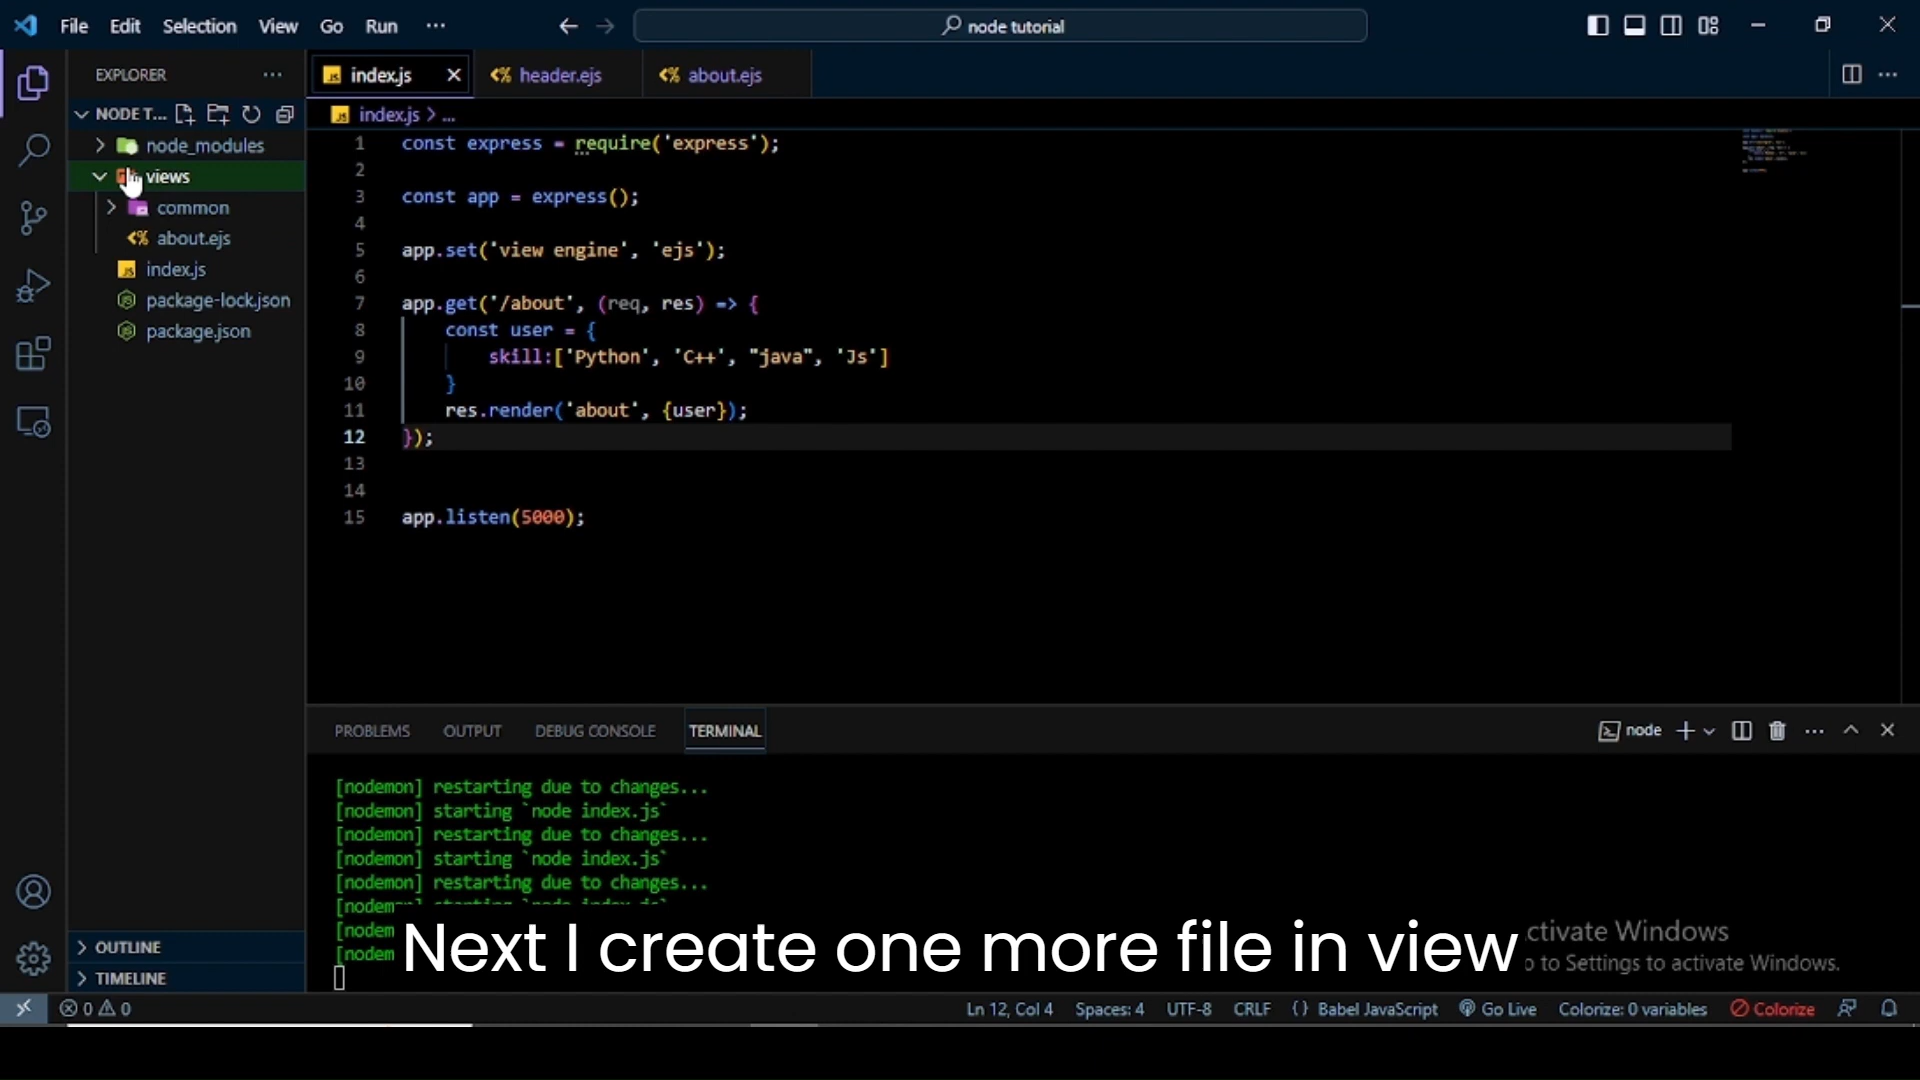 File Edit Selection View Go Run ···
node tutorial
EXPLORER ···
index.js
header.ejs
about.ejs
NODE T...
index.js > ...
node_modules
views
common
about.ejs
index.js
package-lock.json
package.json
1 const express = require('express');
2
3 const app = express();
4
5 app.set('view engine', 'ejs');
6
7 app.get('/about', (req, res) => {
8 const user = {
9 skill:['Python', 'C++', "java", 'Js']
10 }
11 res.render('about', {user});
12 });
13
14
15 app.listen(5000);
PROBLEMS OUTPUT DEBUG CONSOLE TERMINAL
node
[nodemon] restarting due to changes...
[nodemon] starting `node index.js`
[nodemon] restarting due to changes...
[nodemon] starting `node index.js`
[nodemon] restarting due to changes...
[nodem starting `node index.js`
[nodem
[nodem
Next I create one more file in view
ctivate Windows
o to Settings to activate Windows.
OUTLINE
TIMELINE
0 0
Ln 12, Col 4 Spaces: 4 UTF-8 CRLF {} Babel JavaScript Go Live Colorize: 0 variables Colorize